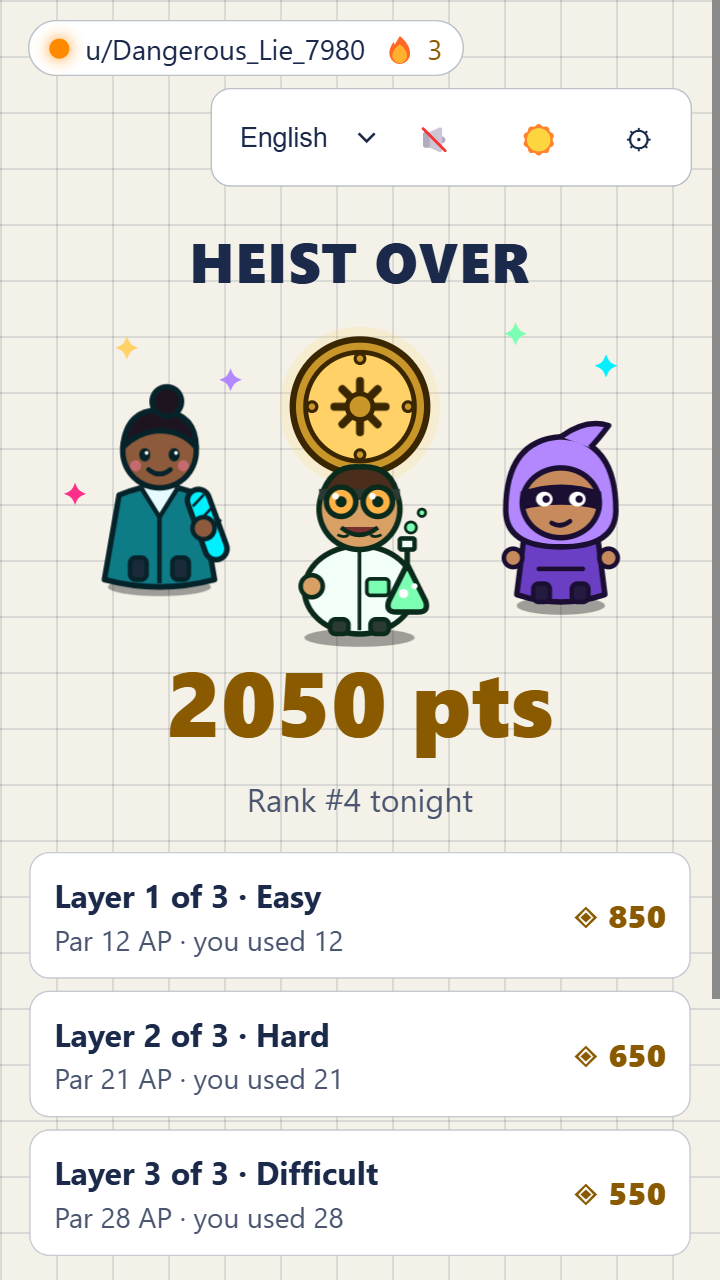 u/Dangerous_Lie_7980 🔥 3
English
HEIST OVER
2050 pts
Rank #4 tonight
Layer 1 of 3 · Easy
Par 12 AP · you used 12
850
Layer 2 of 3 · Hard
Par 21 AP · you used 21
650
Layer 3 of 3 · Difficult
Par 28 AP · you used 28
550